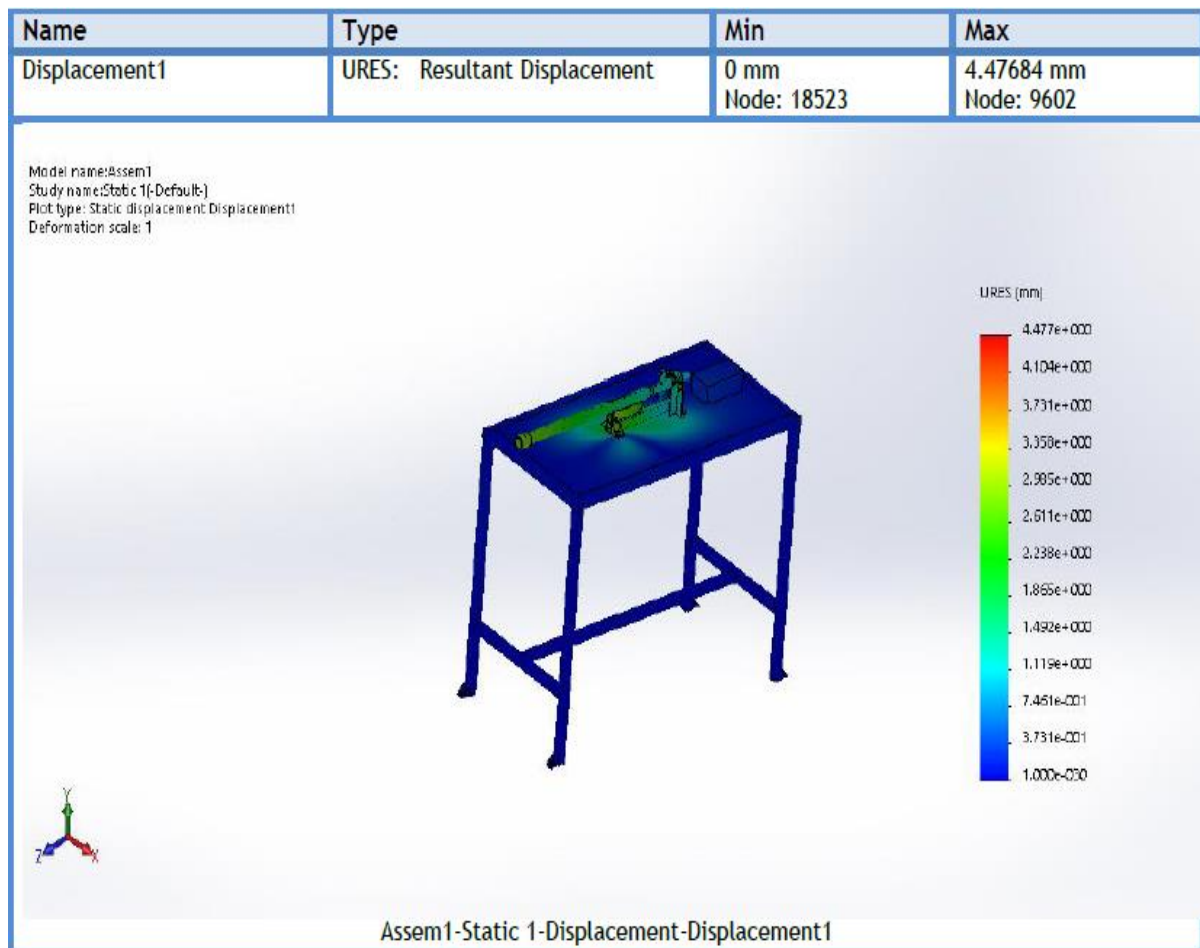 Name Type Min Max
Displacement1 URES: Resultant Displacement 0 mm 4.47684 mm
Node: 18523 Node: 9602
Model name:Assem1
Study name:Static 1(-Default-)
Plot type: Static displacement Displacement1
Deformation scale: 1
URES (mm)
4.477e+000
4.104e+000
3.731e+000
3.358e+000
2.985e+000
2.611e+000
2.238e+000
1.865e+000
1.492e+000
1.119e+000
7.461e-001
3.731e-001
1.000e-030
Y
Z X
Assem1-Static 1-Displacement-Displacement1